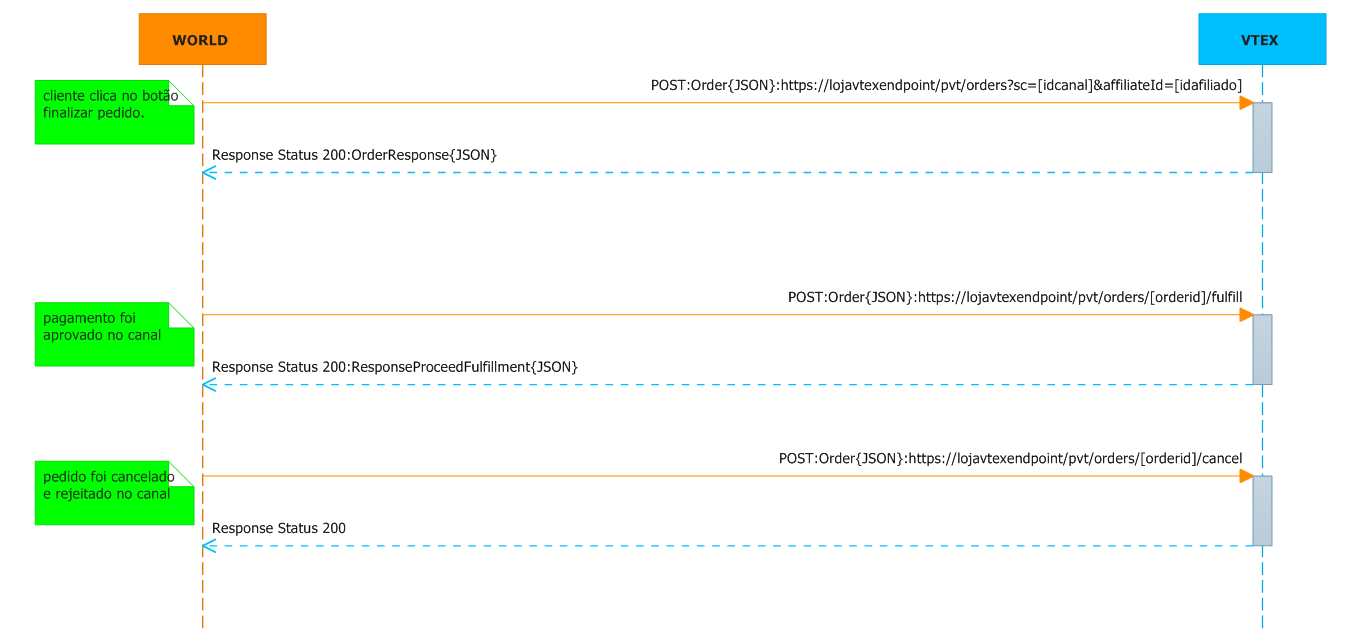 WORLD
VTEX
cliente clica no botão
finalizar pedido.
POST:Order{JSON}:https://lojavtexendpoint/pvt/orders?sc=[idcanal]&affiliateId=[idafiliado]
Response Status 200:OrderResponse{JSON}
pagamento foi
aprovado no canal
POST:Order{JSON}:https://lojavtexendpoint/pvt/orders/[orderid]/fulfill
Response Status 200:ResponseProceedFulfillment{JSON}
pedido foi cancelado
e rejeitado no canal
POST:Order{JSON}:https://lojavtexendpoint/pvt/orders/[orderid]/cancel
Response Status 200